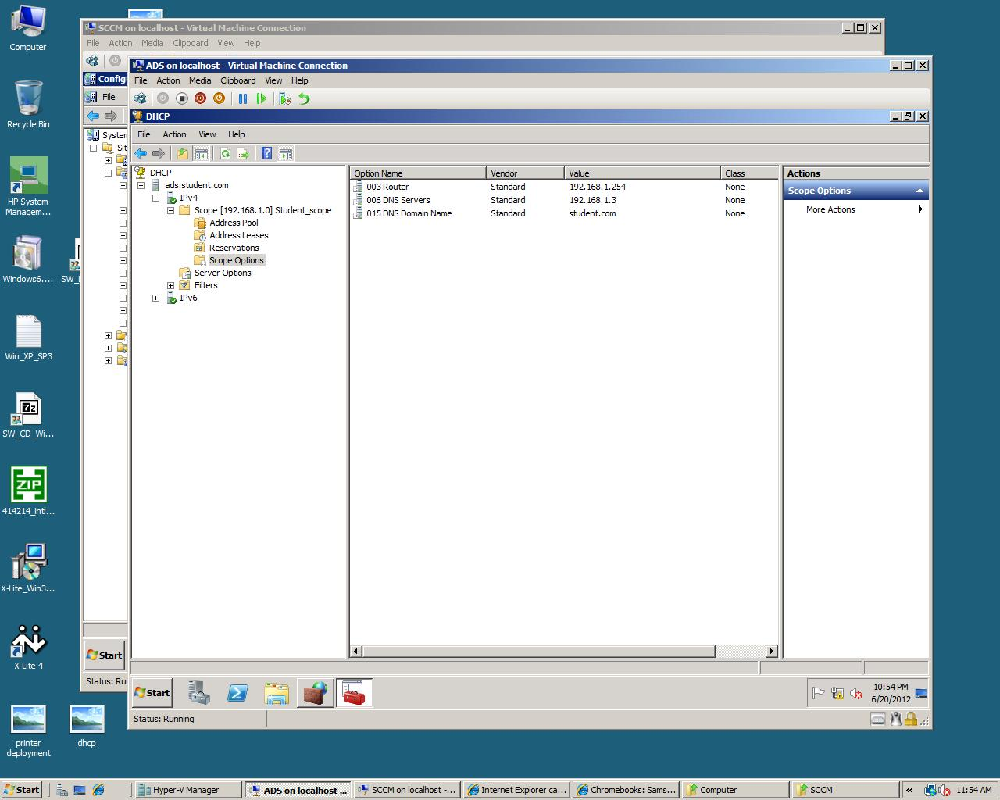 Computer
Recycle Bin
HP System
Managem...
Windows6....
SW_
Win_XP_SP3
7z
SW_CD_Wi...
ZIP
414214_intl...
X-Lite_Win3...
X-Lite 4
printer
deployment
dhcp
SCCM on localhost - Virtual Machine Connection
File Action Media Clipboard View Help
Config
File
System
Sit
Start
Status: Ru
ADS on localhost - Virtual Machine Connection
File Action Media Clipboard View Help
DHCP
File Action View Help
DHCP
ads.student.com
IPv4
Scope [192.168.1.0] Student_scope
Address Pool
Address Leases
Reservations
Scope Options
Server Options
Filters
IPv6
Option Name Vendor Value Class
003 Router Standard 192.168.1.254 None
006 DNS Servers Standard 192.168.1.3 None
015 DNS Domain Name Standard student.com None
Actions
Scope Options
More Actions
Start
10:54 PM
6/20/2012
Status: Running
Start
Hyper-V Manager
ADS on localhost ...
SCCM on localhost -...
Internet Explorer ca...
Chromebooks: Sams...
Computer
SCCM
« 11:54 AM